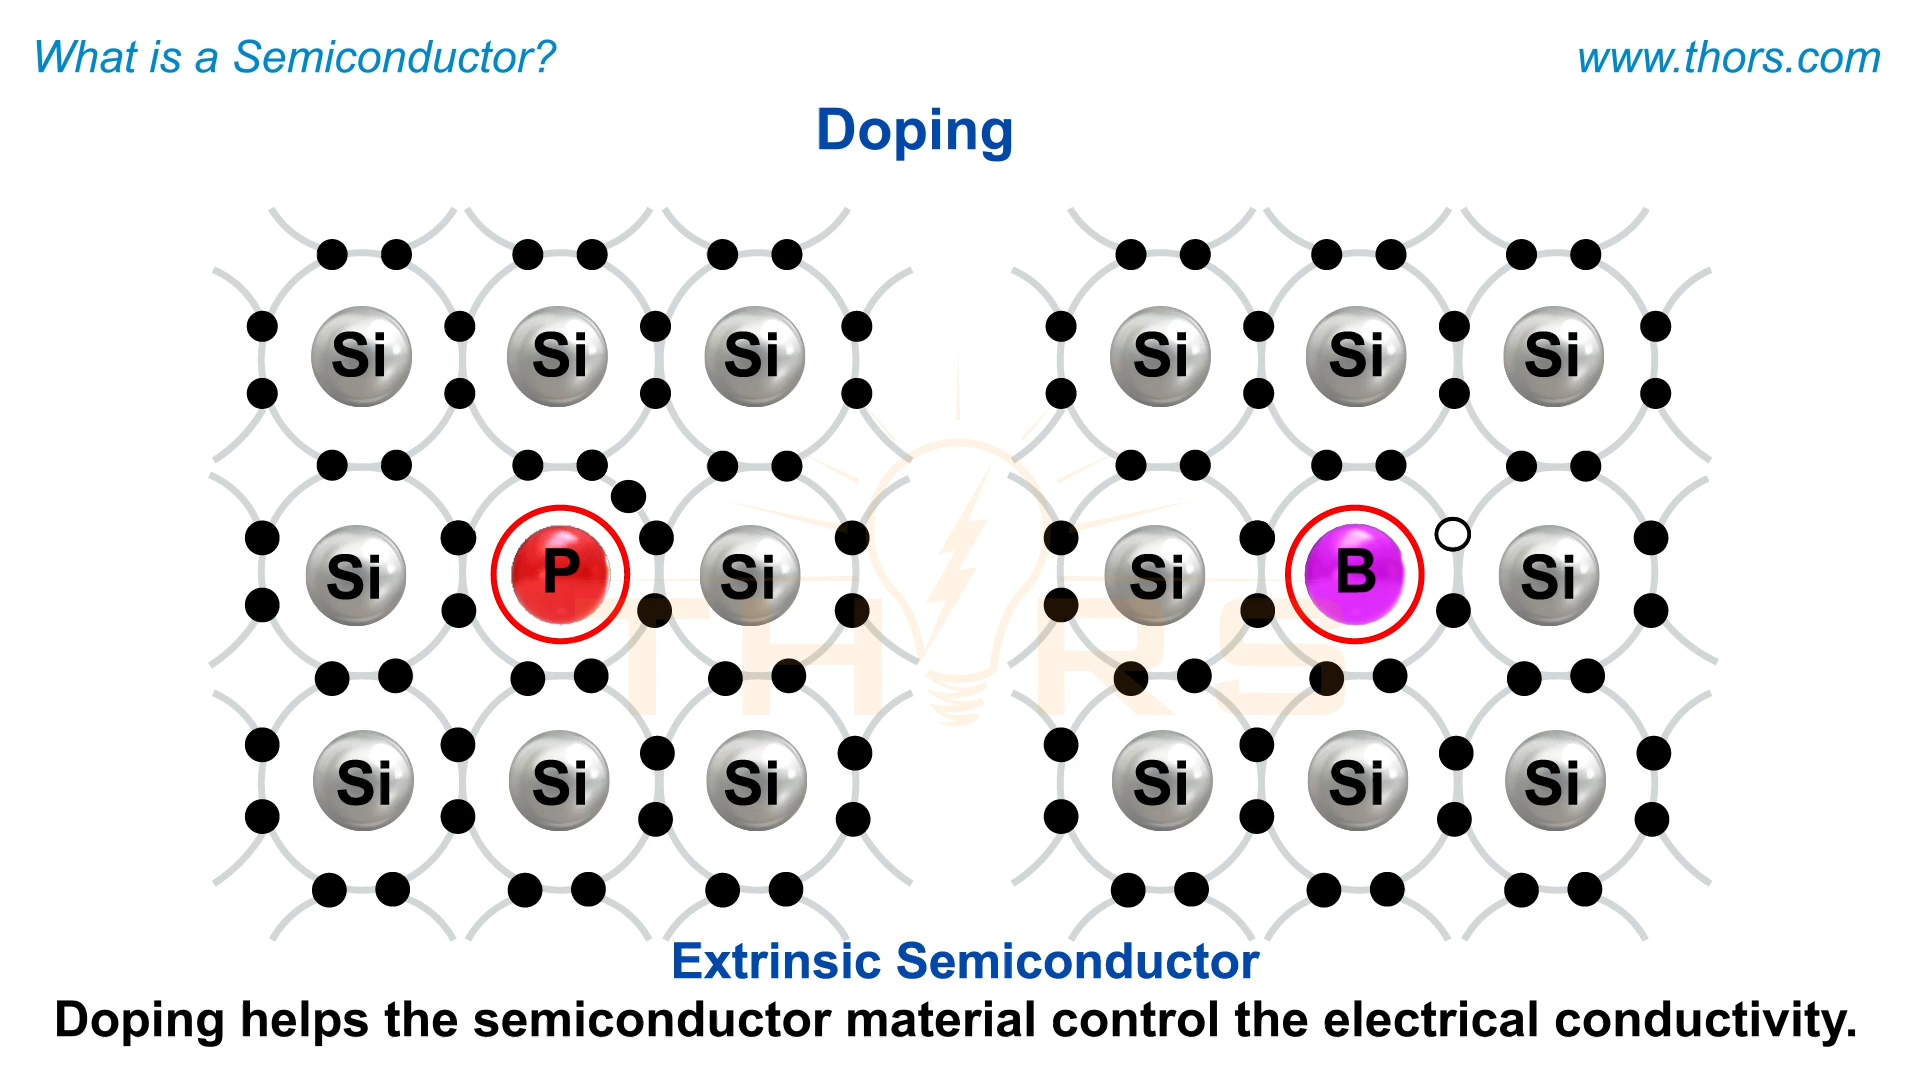 What is a Semiconductor?
www.thors.com
Doping
Si Si Si Si Si Si
Si P Si Si B Si
Si Si Si Si Si Si
THORS
Extrinsic Semiconductor
Doping helps the semiconductor material control the electrical conductivity.